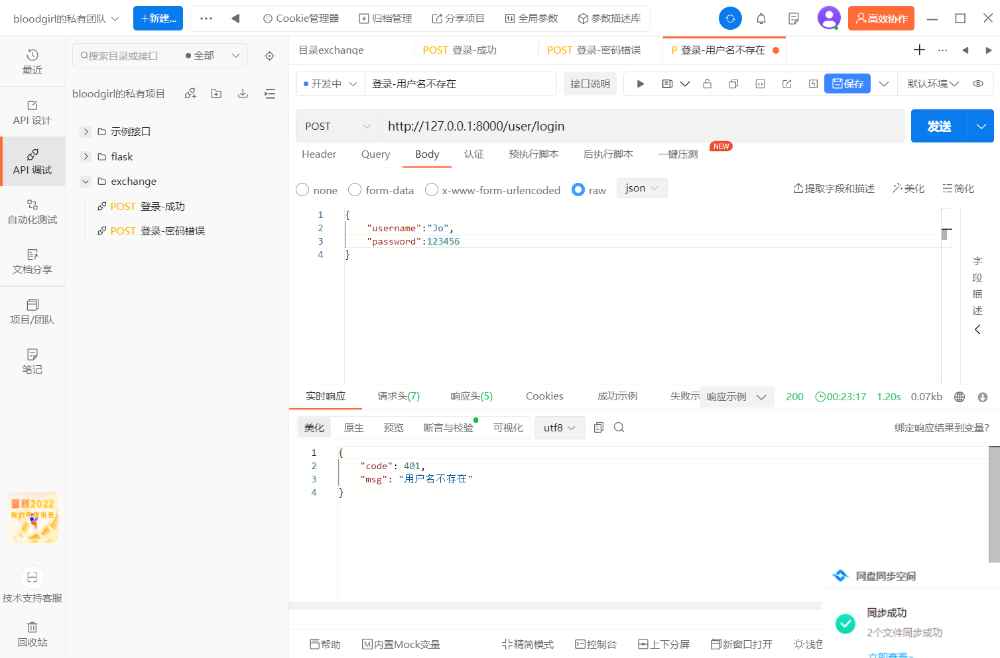 bloodgirl的私有团队
+新建...
Cookie管理器
归档管理
分享项目
全局参数
参数描述库
高效协作
最近
API 设计
API 调试
自动化测试
文档分享
项目/团队
笔记
回顾2022
我的年度报告
技术支持客服
回收站
搜索目录或接口
全部
bloodgirl的私有项目
示例接口
flask
exchange
POST 登录-成功
POST 登录-密码错误
目录exchange
POST 登录-成功
POST 登录-密码错误
P 登录-用户名不存在
开发中
登录-用户名不存在
接口说明
保存
默认环境
POST
http://127.0.0.1:8000/user/login
发送
Header
Query
Body
认证
预执行脚本
后执行脚本
一键压测
NEW
none
form-data
x-www-form-urlencoded
raw
json
提取字段和描述
美化
简化
1 {
2 "username":"Jo",
3 "password":123456
4 }
字段描述
实时响应
请求头(7)
响应头(5)
Cookies
成功示例
失败示
响应示例
200
00:23:17
1.20s
0.07kb
美化
原生
预览
断言与校验
可视化
utf8
绑定响应结果到变量?
1 {
2 "code": 401,
3 "msg": "用户名不存在"
4 }
网盘同步空间
同步成功
2个文件同步成功
立即查看>
帮助
内置Mock变量
精简模式
控制台
上下分屏
新窗口打开
浅色